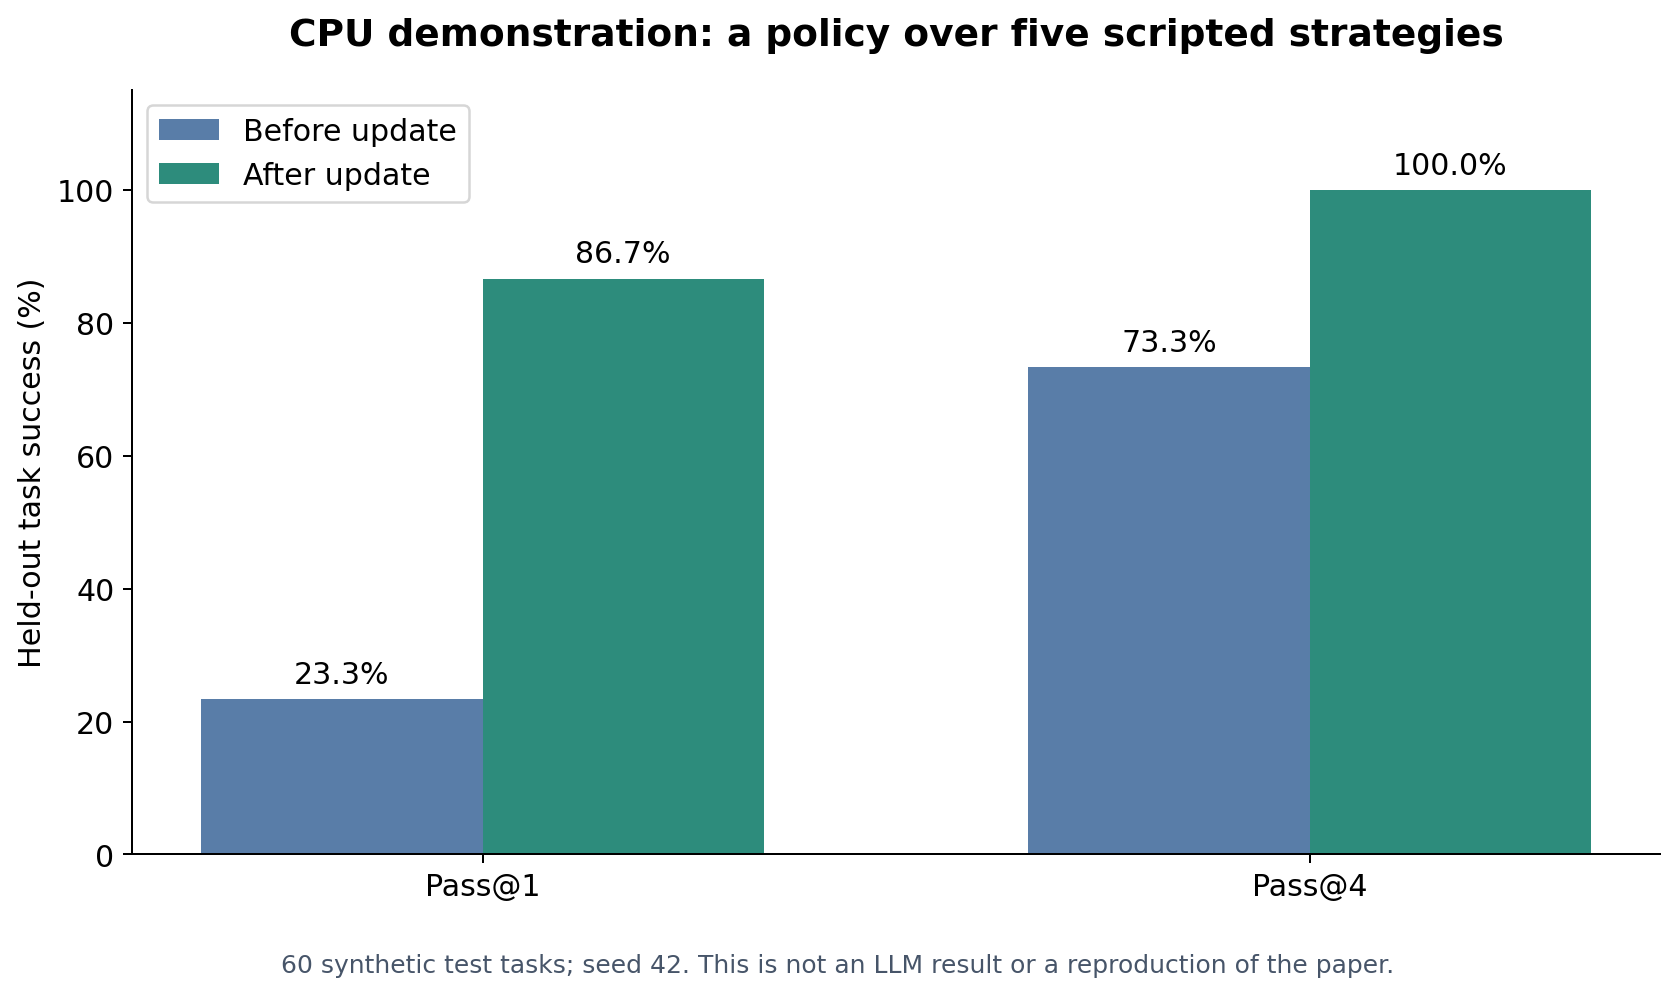 CPU demonstration: a policy over five scripted strategies
Before update
After update
Held-out task success (%)
100
80
60
40
20
0
23.3%
86.7%
73.3%
100.0%
Pass@1
Pass@4
60 synthetic test tasks; seed 42. This is not an LLM result or a reproduction of the paper.